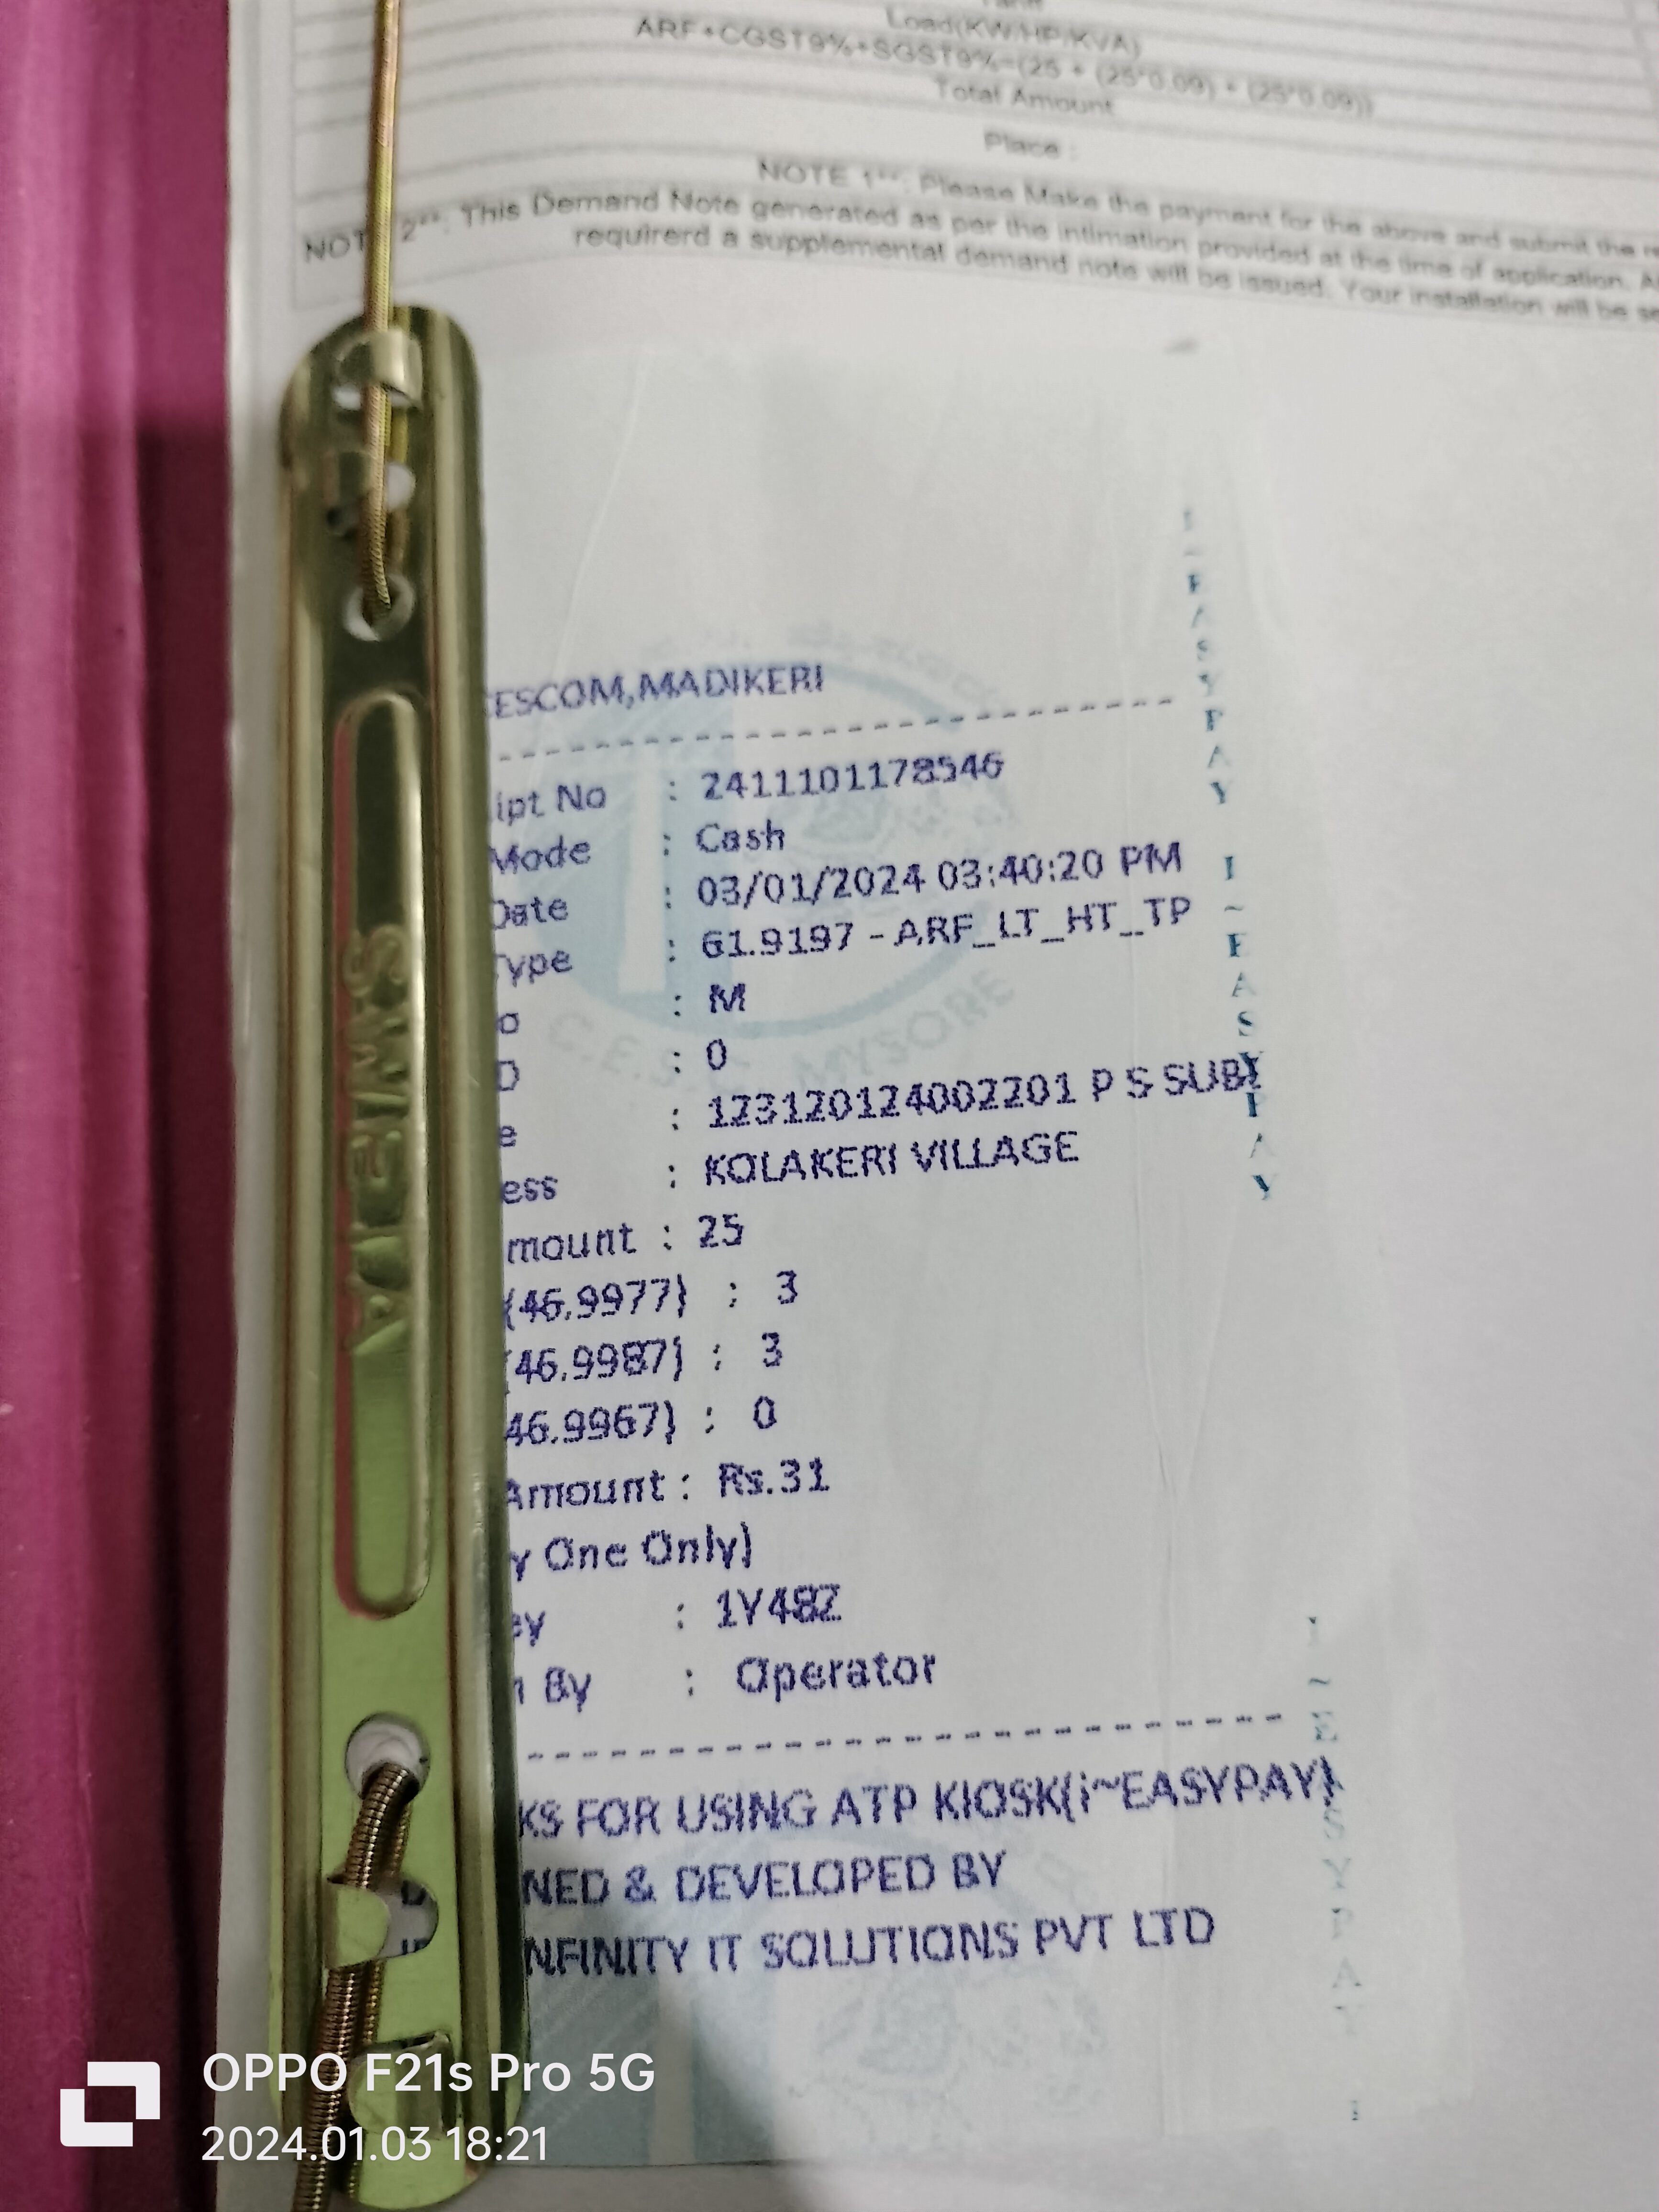 Load(KW/HP/KVA)
ARF+CGST9%+SGST9%=(25 + (25*0.09) + (25*0.09))
Total Amount
Place :
NOTE 1**: Please Make the payment for the above and submit the
NOT 2**: This Demand Note generated as per the intimation provided at the time of application.
requirerd a supplemental demand note will be issued. Your installation will be
CESCOM,MADIKERI
ipt No : 2411101178546
Mode : Cash
Date : 03/01/2024 03:40:20 PM
Type : 61.9197 - ARF_LT_HT_TP
o : M
D : 0
e : 123120124002201 P S SUB
ess : KOLAKERI VILLAGE
mount : 25
(46.9977) : 3
(46.9987) : 3
46.9967) : 0
Amount : Rs.31
y One Only)
ey : 1Y48Z
n By : Operator
KS FOR USING ATP KIOSK(i~EASYPAY)
NED & DEVELOPED BY
NFINITY IT SOLUTIONS PVT LTD
I~EASYPAY
I~EASYPAY
I~EASYPAY
C.E.S. MYSORE
SWEDA
OPPO F21s Pro 5G
2024.01.03 18:21